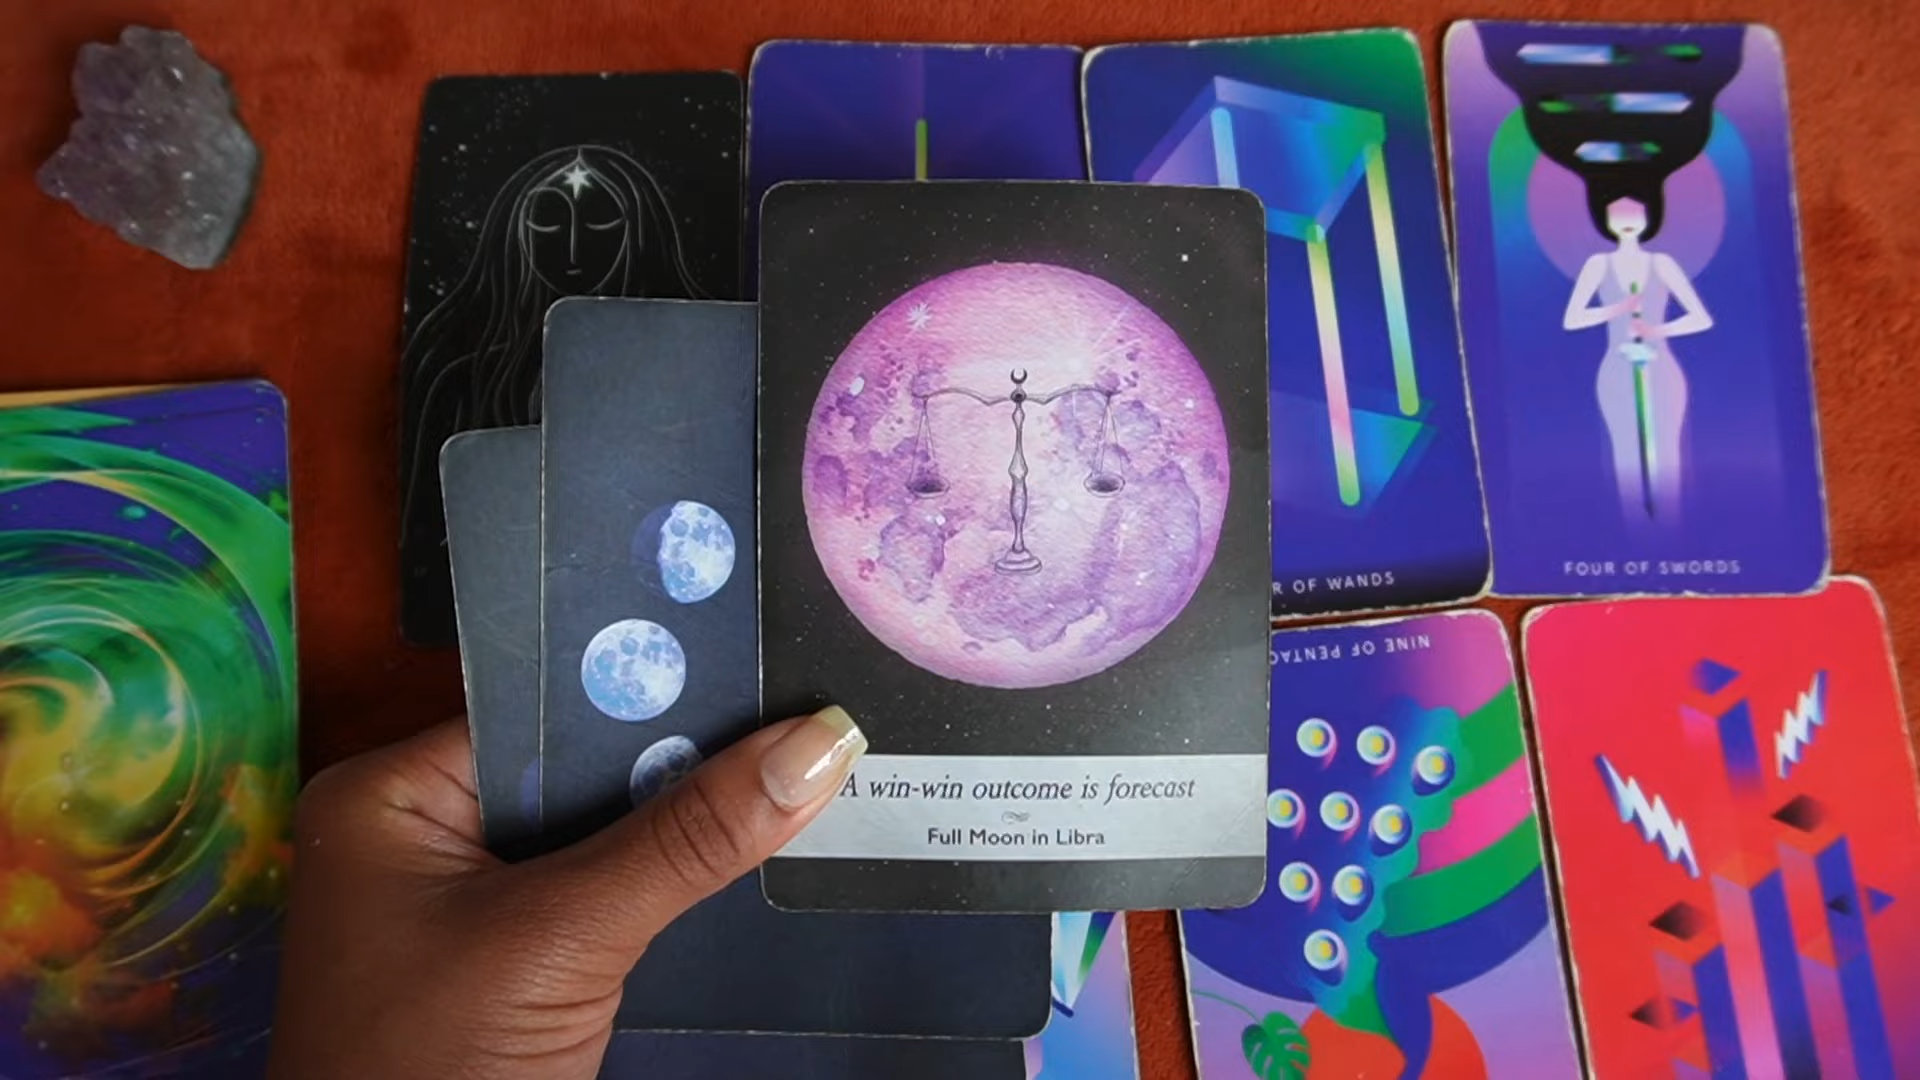 R OF WANDS
FOUR OF SWORDS
NINE OF PENTAC
A win-win outcome is forecast
Full Moon in Libra